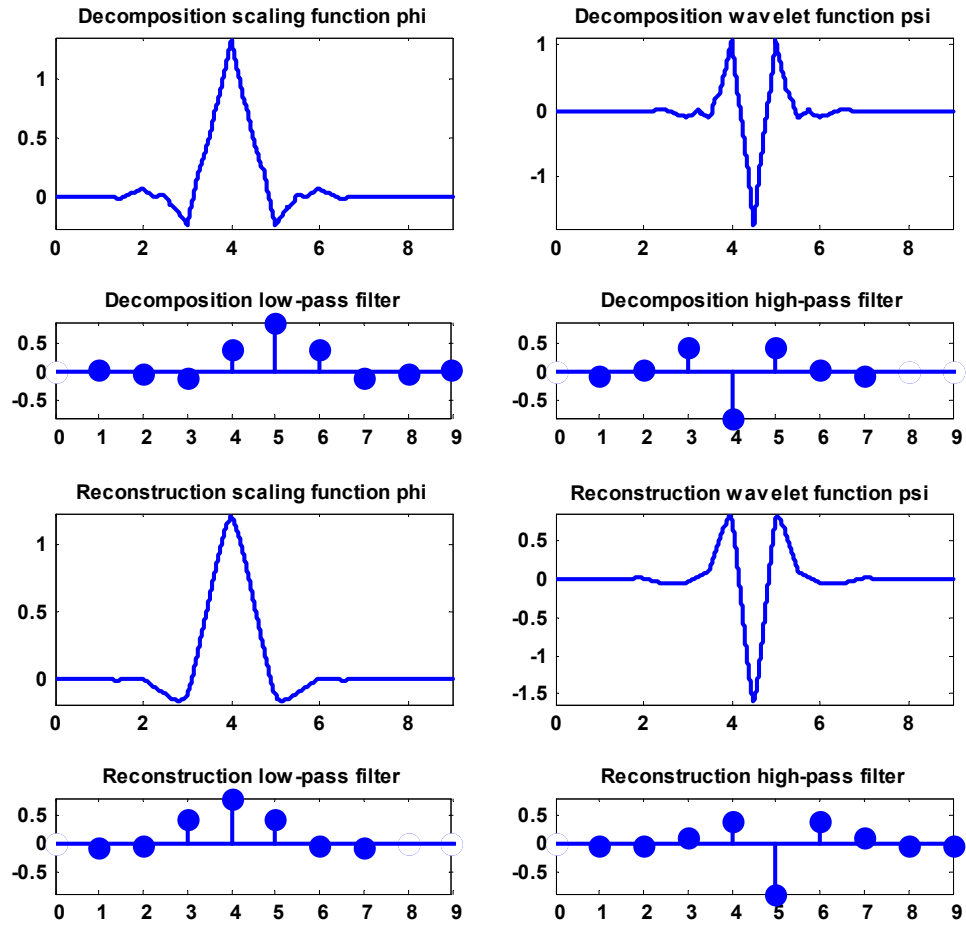 Decomposition scaling function phi
Decomposition wavelet function psi
1
0.5
0
0 2 4 6 8
1
0
-1
0 2 4 6 8
Decomposition low-pass filter
Decomposition high-pass filter
0.5
0
-0.5
0 1 2 3 4 5 6 7 8 9
0.5
0
-0.5
0 1 2 3 4 5 6 7 8 9
Reconstruction scaling function phi
Reconstruction wavelet function psi
1
0.5
0
0 2 4 6 8
0.5
0
-0.5
-1
-1.5
0 2 4 6 8
Reconstruction low-pass filter
Reconstruction high-pass filter
0.5
0
-0.5
0 1 2 3 4 5 6 7 8 9
0.5
0
-0.5
0 1 2 3 4 5 6 7 8 9